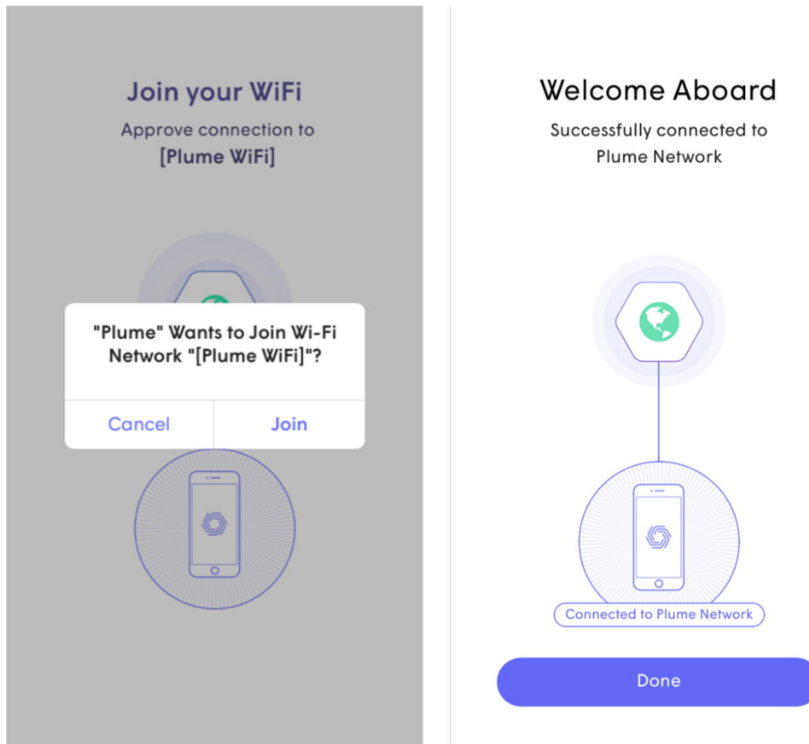 Join your WiFi
Approve connection to
[Plume WiFi]
"Plume" Wants to Join Wi-Fi
Network "[Plume WiFi]"?
Cancel
Join
Welcome Aboard
Successfully connected to
Plume Network
Connected to Plume Network
Done